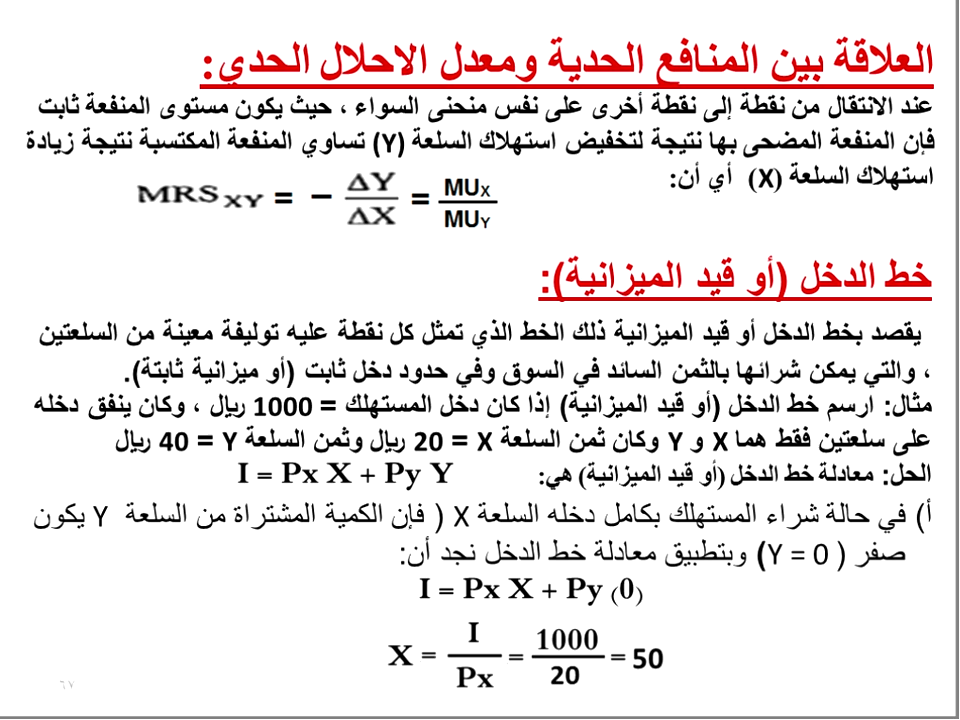 العلاقة بين المنافع الحدية ومعدل الاحلال الحدي:
عند الانتقال من نقطة إلى نقطة أخرى على نفس منحنى السواء ، حيث يكون مستوى المنفعة ثابت
فإن المنفعة المضحى بها نتيجة لتخفيض استهلاك السلعة (Y) تساوي المنفعة المكتسبة نتيجة زيادة
استهلاك السلعة (X) أي أن:
MRS XY = − ΔY/ΔX = MUX/MUY
خط الدخل (أو قيد الميزانية):
يقصد بخط الدخل أو قيد الميزانية ذلك الخط الذي تمثل كل نقطة عليه توليفة معينة من السلعتين
، والتي يمكن شرائها بالثمن السائد في السوق وفي حدود دخل ثابت (أو ميزانية ثابتة).
مثال: ارسم خط الدخل (أو قيد الميزانية) إذا كان دخل المستهلك = 1000 ريال ، وكان ينفق دخله
على سلعتين فقط هما X و Y وكان ثمن السلعة X = 20 ريال وثمن السلعة Y = 40 ريال
الحل: معادلة خط الدخل (أو قيد الميزانية) هي: I = Px X + Py Y
أ) في حالة شراء المستهلك بكامل دخله السلعة X ( فإن الكمية المشتراة من السلعة Y يكون
صفر ( Y = 0) وبتطبيق معادلة خط الدخل نجد أن:
I = Px X + Py (0)
X = I/Px = 1000/20 = 50
٦٧